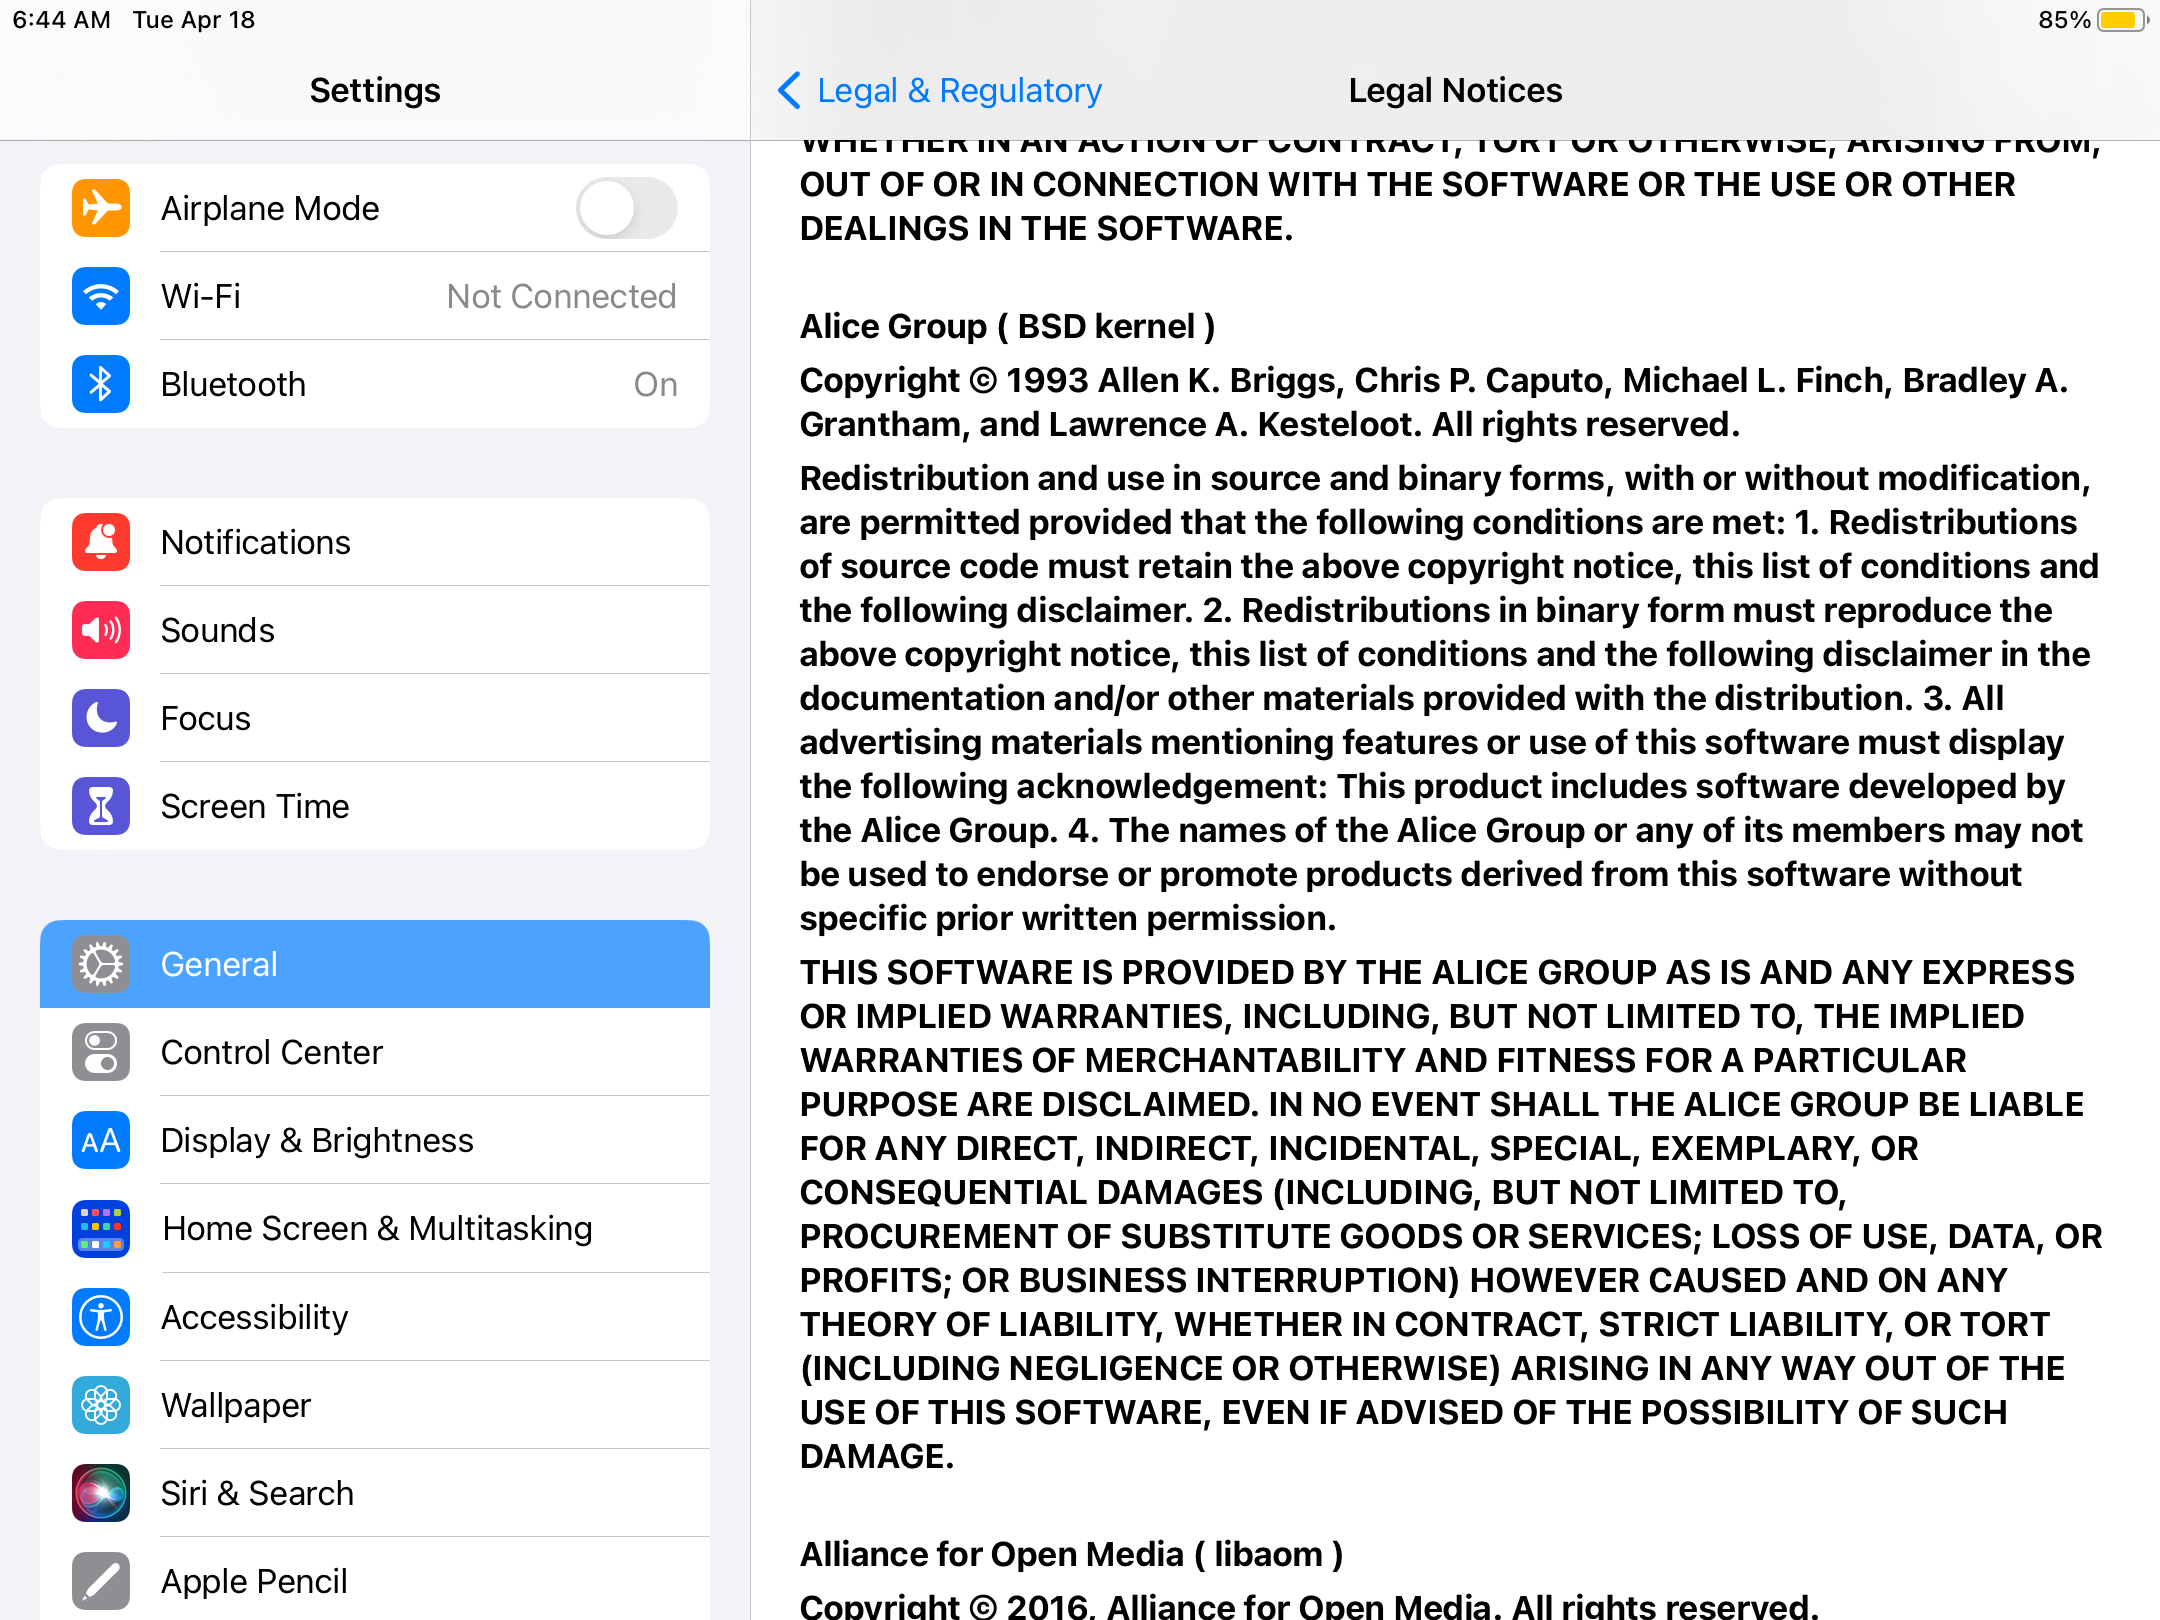 6:44 AM Tue Apr 18
85%
Settings
Airplane Mode
Wi-Fi Not Connected
Bluetooth On
Notifications
Sounds
Focus
Screen Time
General
Control Center
AA Display & Brightness
Home Screen & Multitasking
Accessibility
Wallpaper
Siri & Search
Apple Pencil
Legal & Regulatory
Legal Notices
WHETHER IN AN ACTION OF CONTRACT, TORT OR OTHERWISE, ARISING FROM,
OUT OF OR IN CONNECTION WITH THE SOFTWARE OR THE USE OR OTHER
DEALINGS IN THE SOFTWARE.
Alice Group ( BSD kernel )
Copyright © 1993 Allen K. Briggs, Chris P. Caputo, Michael L. Finch, Bradley A.
Grantham, and Lawrence A. Kesteloot. All rights reserved.
Redistribution and use in source and binary forms, with or without modification,
are permitted provided that the following conditions are met: 1. Redistributions
of source code must retain the above copyright notice, this list of conditions and
the following disclaimer. 2. Redistributions in binary form must reproduce the
above copyright notice, this list of conditions and the following disclaimer in the
documentation and/or other materials provided with the distribution. 3. All
advertising materials mentioning features or use of this software must display
the following acknowledgement: This product includes software developed by
the Alice Group. 4. The names of the Alice Group or any of its members may not
be used to endorse or promote products derived from this software without
specific prior written permission.
THIS SOFTWARE IS PROVIDED BY THE ALICE GROUP AS IS AND ANY EXPRESS
OR IMPLIED WARRANTIES, INCLUDING, BUT NOT LIMITED TO, THE IMPLIED
WARRANTIES OF MERCHANTABILITY AND FITNESS FOR A PARTICULAR
PURPOSE ARE DISCLAIMED. IN NO EVENT SHALL THE ALICE GROUP BE LIABLE
FOR ANY DIRECT, INDIRECT, INCIDENTAL, SPECIAL, EXEMPLARY, OR
CONSEQUENTIAL DAMAGES (INCLUDING, BUT NOT LIMITED TO,
PROCUREMENT OF SUBSTITUTE GOODS OR SERVICES; LOSS OF USE, DATA, OR
PROFITS; OR BUSINESS INTERRUPTION) HOWEVER CAUSED AND ON ANY
THEORY OF LIABILITY, WHETHER IN CONTRACT, STRICT LIABILITY, OR TORT
(INCLUDING NEGLIGENCE OR OTHERWISE) ARISING IN ANY WAY OUT OF THE
USE OF THIS SOFTWARE, EVEN IF ADVISED OF THE POSSIBILITY OF SUCH
DAMAGE.
Alliance for Open Media ( libaom )
Copyright © 2016, Alliance for Open Media. All rights reserved.